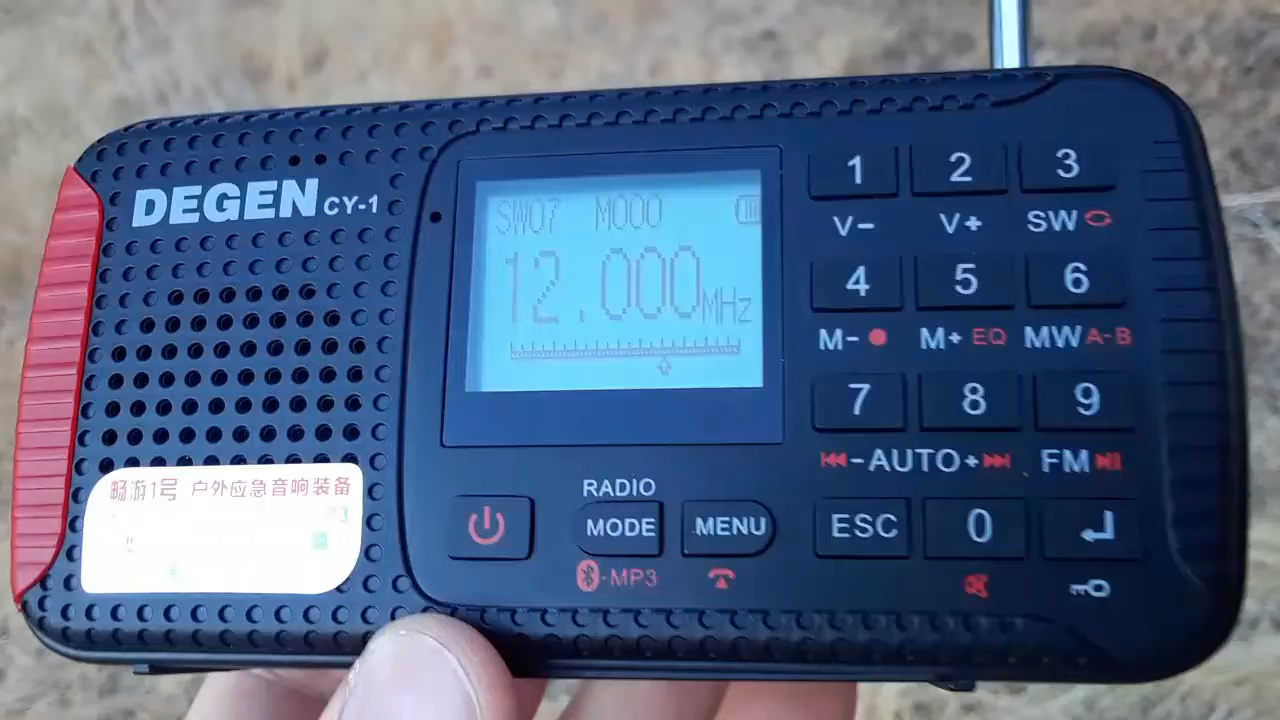 DEGEN CY-1
SW07 M000
12.000MHz
1 2 3
V- V+ SW
4 5 6
M- M+ EQ MW A-B
7 8 9
-AUTO+ FM
RADIO
MODE MENU ESC 0
-MP3
畅游1号 户外应急音响装备